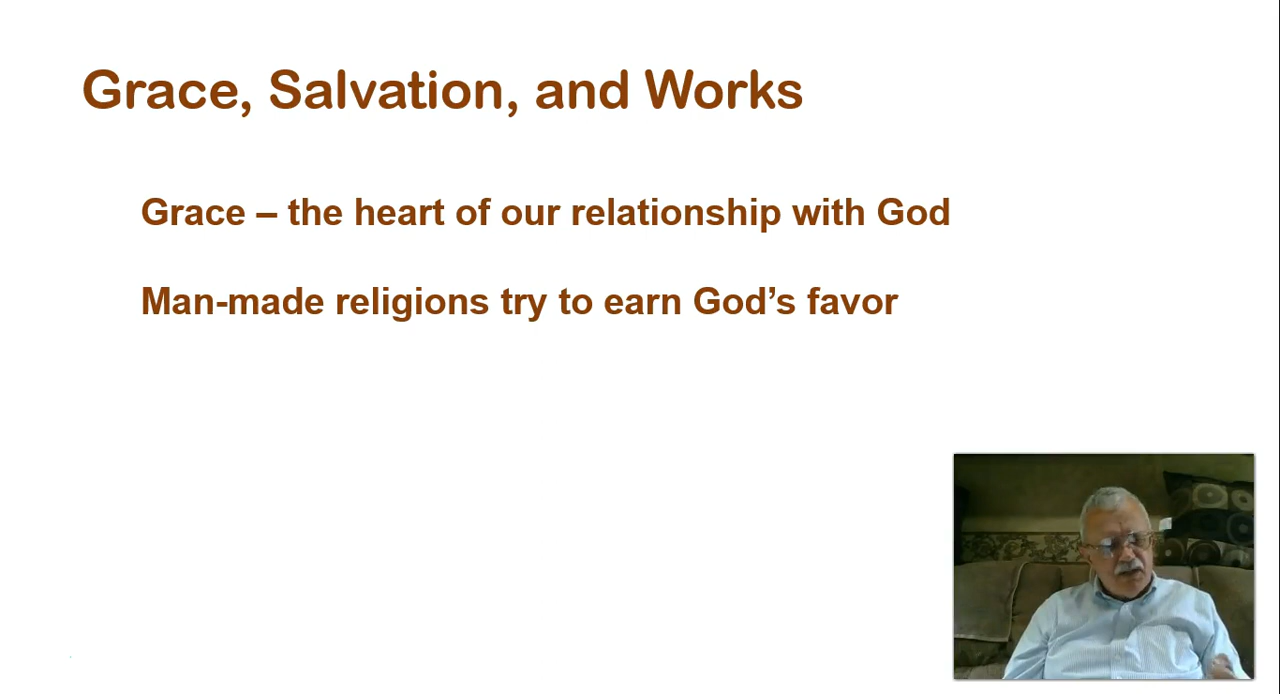 Grace, Salvation, and Works
Grace – the heart of our relationship with God
Man-made religions try to earn God’s favor